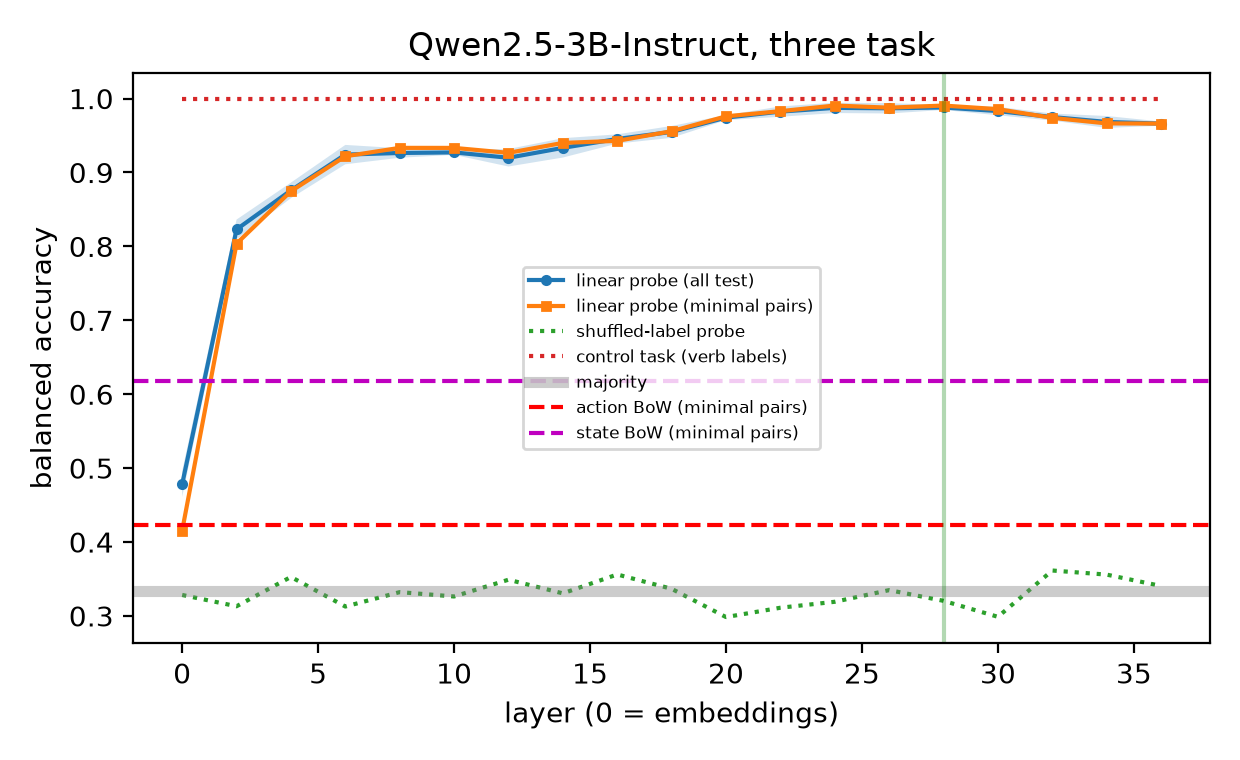 Qwen2.5-3B-Instruct, three task
balanced accuracy
1.0
0.9
0.8
0.7
0.6
0.5
0.4
0.3
linear probe (all test)
linear probe (minimal pairs)
shuffled-label probe
control task (verb labels)
majority
action BoW (minimal pairs)
state BoW (minimal pairs)
0 5 10 15 20 25 30 35
layer (0 = embeddings)